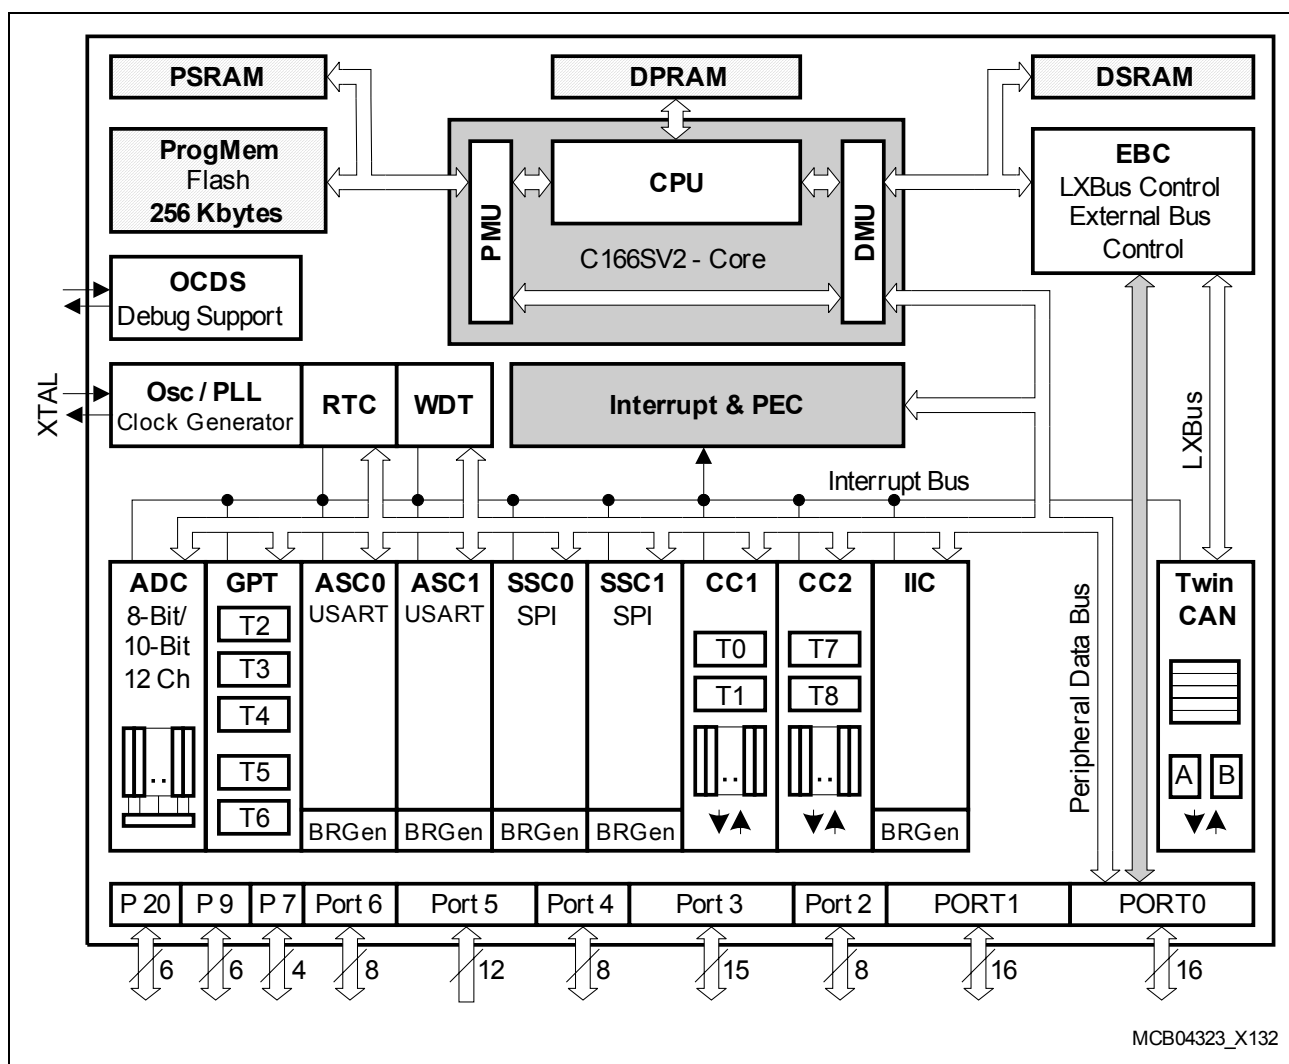 PSRAM
DPRAM
DSRAM
ProgMem
Flash
256 Kbytes
PMU
CPU
DMU
C166SV2 - Core
EBC
LXBus Control
External Bus
Control
OCDS
Debug Support
XTAL
Osc / PLL
Clock Generator
RTC
WDT
Interrupt & PEC
LXBus
Interrupt Bus
ADC
8-Bit/
10-Bit
12 Ch
GPT
T2
T3
T4
T5
T6
ASC0
USART
BRGen
ASC1
USART
BRGen
SSC0
SPI
BRGen
SSC1
SPI
BRGen
CC1
T0
T1
CC2
T7
T8
IIC
BRGen
Peripheral Data Bus
Twin
CAN
A
B
P 20
P 9
P 7
Port 6
Port 5
Port 4
Port 3
Port 2
PORT1
PORT0
6
6
4
8
12
8
15
8
16
16
MCB04323_X132